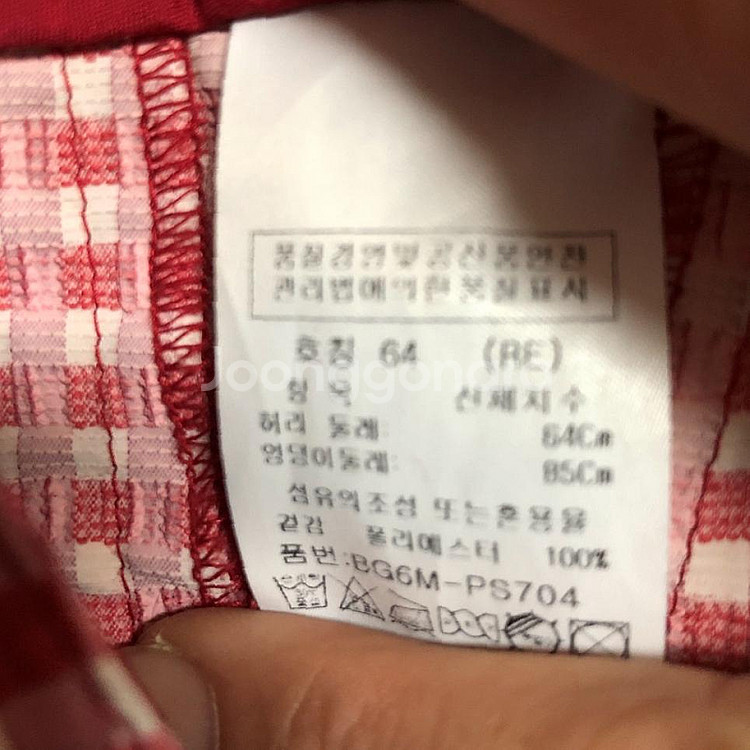 품질경영및공산품안전
관리법에의한품질표시
호칭 64 (RE)
항목 신체치수
허리 둘레: 64Cm
엉덩이둘레: 85Cm
섬유의조성 또는혼용율
겉감 폴리에스터 100%
품번:BG6M-PS704
Joonggonara